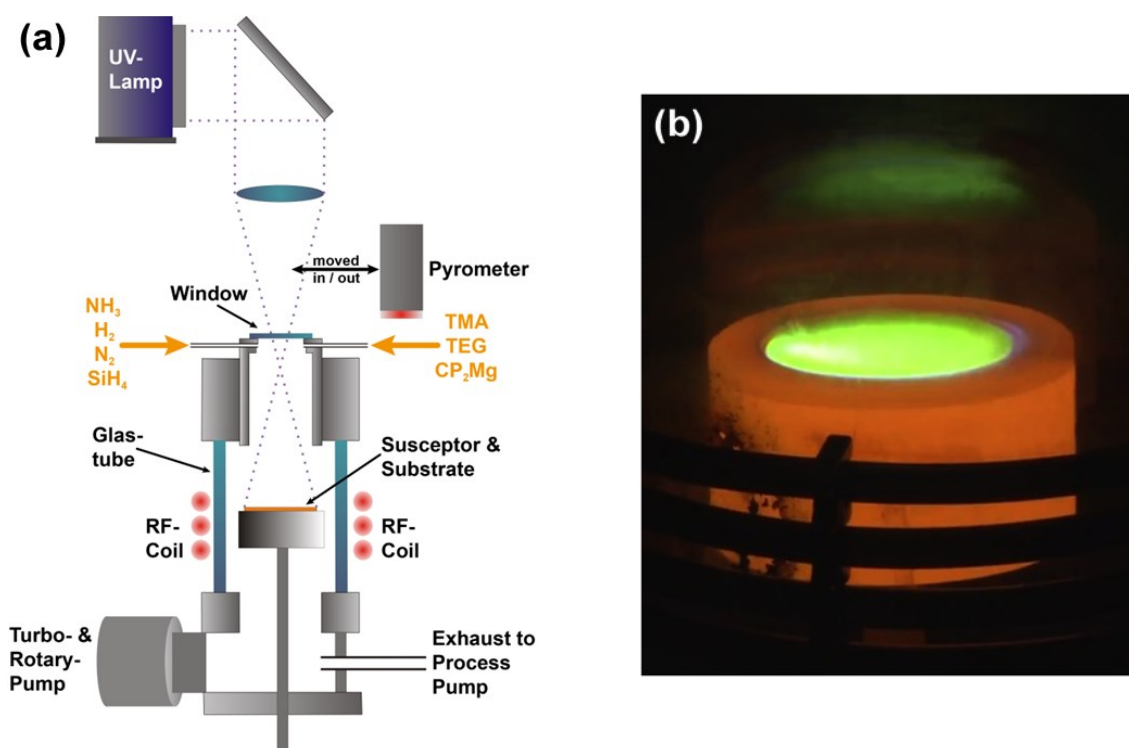 (a)
UV-
Lamp
(b)
moved
in / out
Pyrometer
Window
NH₃
H₂
N₂
SiH₄
TMA
TEG
CP₂Mg
Glas-
tube
Susceptor &
Substrate
RF-
Coil
RF-
Coil
Turbo- &
Rotary-
Pump
Exhaust to
Process
Pump